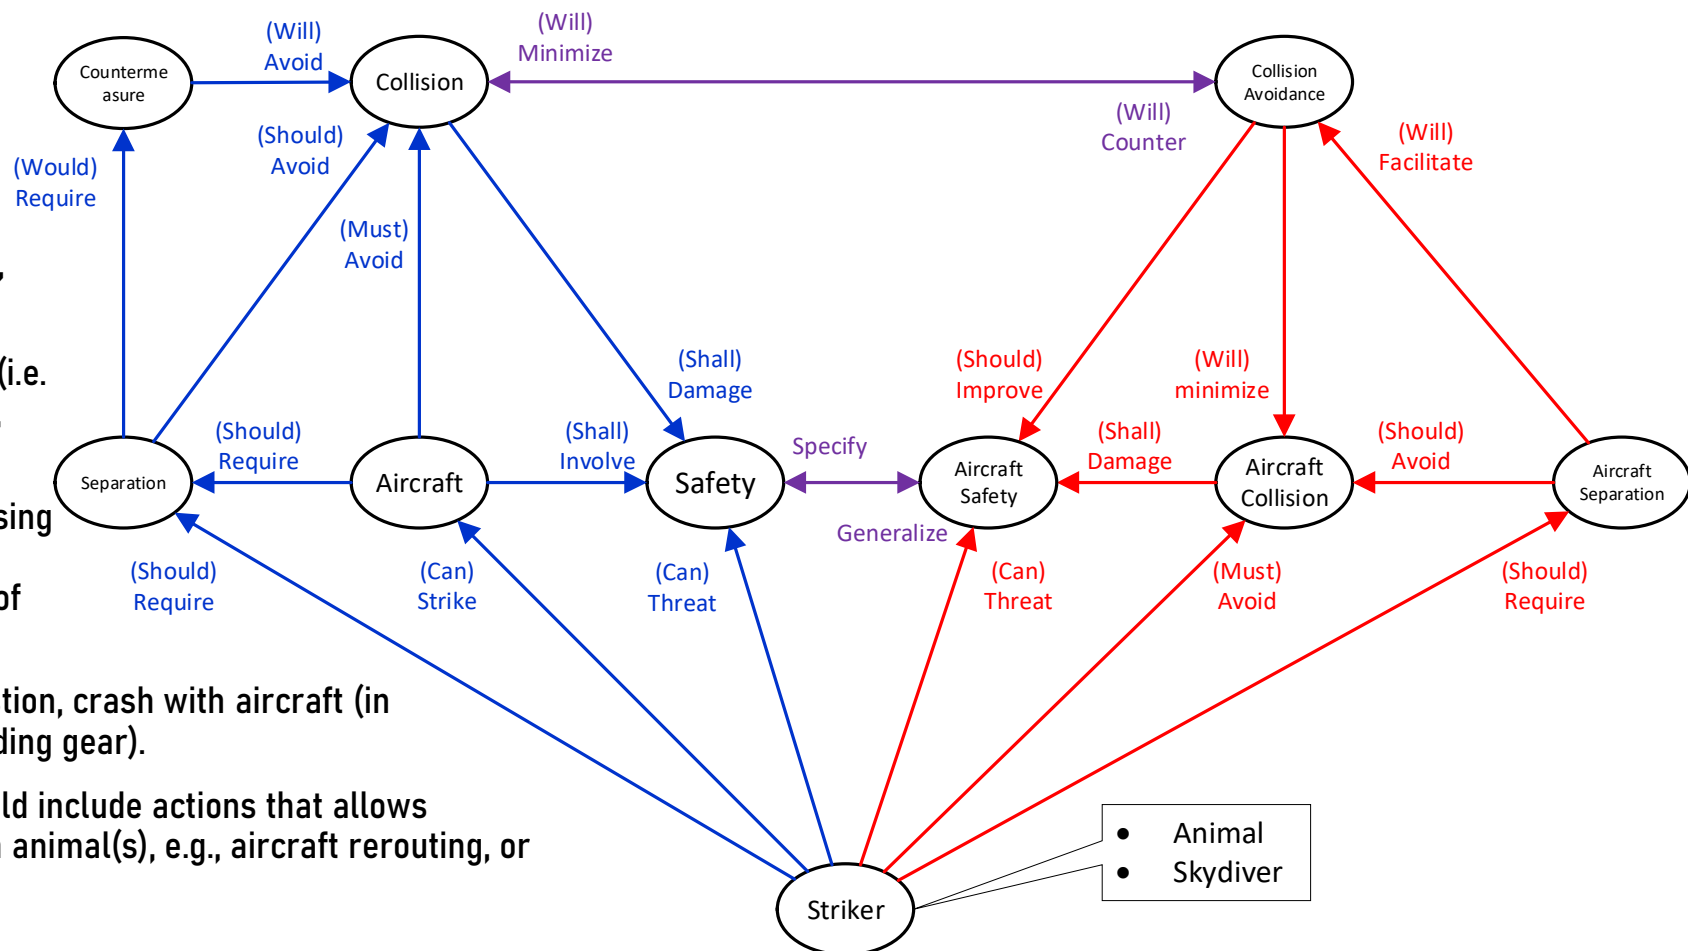 (Will)
Minimize
(Will)
Avoid
Counterme
asure
Collision
Collision
Avoidance
(Will)
Counter
(Will)
Facilitate
(Should)
Avoid
(Would)
Require
(Must)
Avoid
,
(i.e.
(Shall)
Damage
(Should)
Improve
(Will)
minimize
(Should)
Require
(Shall)
Involve
Specify
(Shall)
Damage
(Should)
Avoid
Separation
Aircraft
Safety
Aircraft
Safety
Aircraft
Collision
Aircraft
Separation
sing
Generalize
(Should)
Require
(Can)
Strike
(Can)
Threat
(Can)
Threat
(Must)
Avoid
(Should)
Require
of
tion, crash with aircraft (in
ding gear).
ld include actions that allows
animal(s), e.g., aircraft rerouting, or
• Animal
• Skydiver
Striker